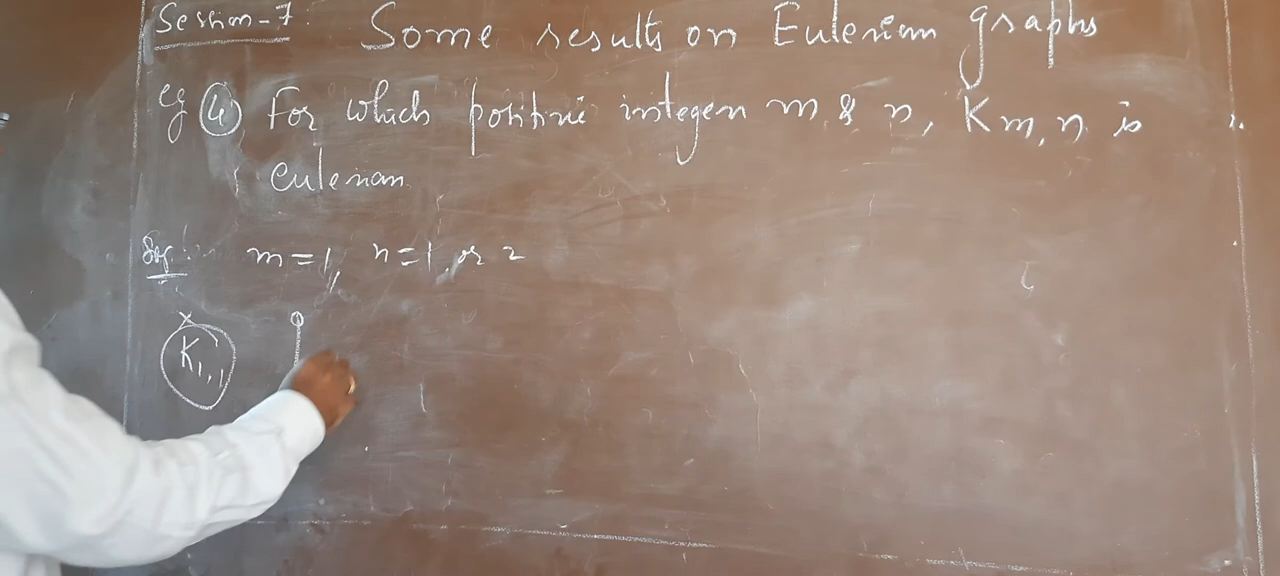 Session-7: Some results on Eulerian graphs
eg (4) For which positive integers m & n, Km,n is
eulerian
Sol: m=1, n=1 or 2
K1,1